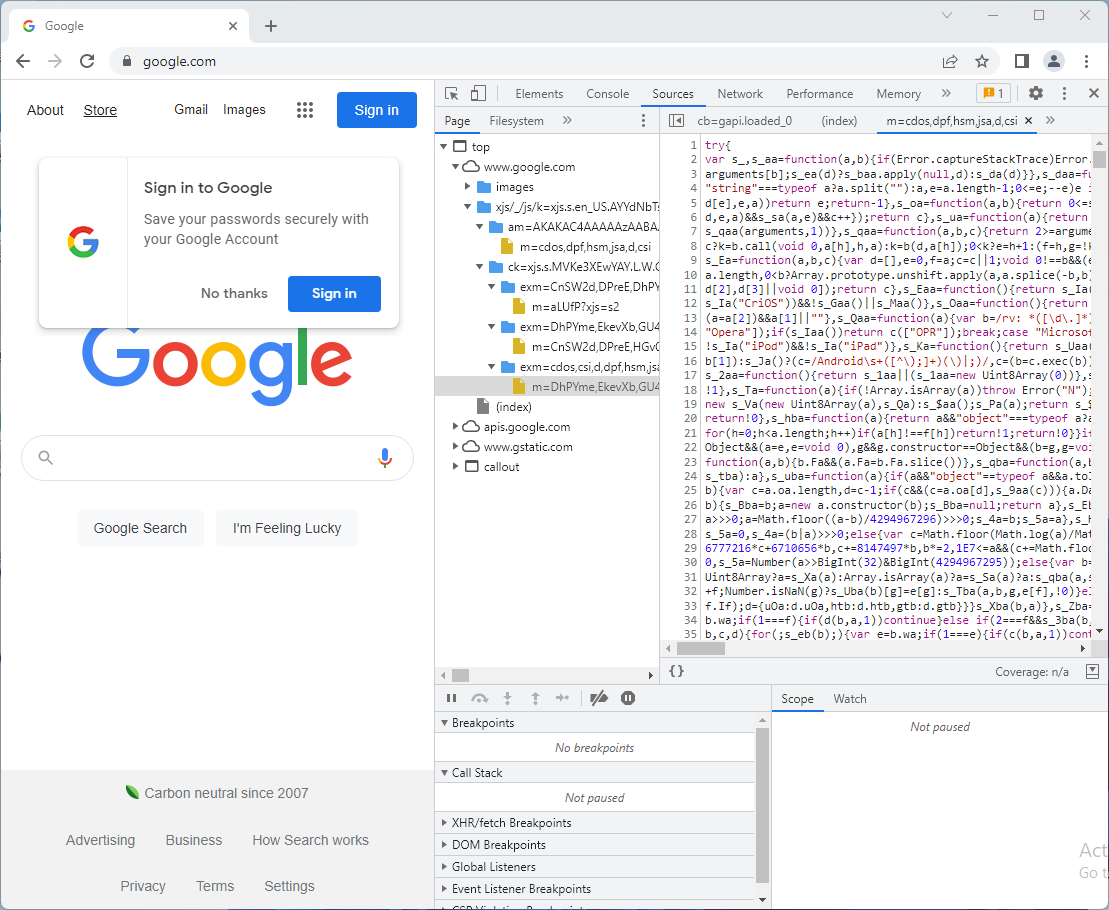 Google
google.com
About
Store
Gmail
Images
Sign in
Sign in to Google
Save your passwords securely with
your Google Account
No thanks
Sign in
Google
Google Search
I'm Feeling Lucky
Carbon neutral since 2007
Advertising
Business
How Search works
Privacy
Terms
Settings
Elements
Console
Sources
Network
Performance
Memory
1
Page
Filesystem
top
www.google.com
images
xjs/_/js/k=xjs.s.en_US.AYYdNbTs
am=AKAKAC4AAAAAzAABA
m=cdos,dpf,hsm,jsa,d,csi
ck=xjs.s.MVKe3XEwYAY.L.W.O
exm=CnSW2d,DPreE,DhPY
m=aLUfP?xjs=s2
exm=DhPYme,EkevXb,GU4
m=CnSW2d,DPreE,HGv0
exm=cdos,csi,d,dpf,hsm,jsa
m=DhPYme,EkevXb,GU4
(index)
apis.google.com
www.gstatic.com
callout
cb=gapi.loaded_0
(index)
m=cdos,dpf,hsm,jsa,d,csi
1 try{
2 var s_,s_aa=function(a,b){if(Error.captureStackTrace)Error.
3 arguments[b];s_ea(d)?s_baa.apply(null,d):s_da(d)}},s_daa=fu
4 "string"===typeof a?a.split(""):a,e=a.length-1;0<=e;--e)e i
5 d[e],e,a))return e;return-1},s_oa=function(a,b){return 0<=s
6 d,e,a)&&s_sa(a,e)&&c++});return c},s_ua=function(a){return
7 s_qaa(arguments,1))},s_qaa=function(a,b,c){return 2>=argume
8 c?k=b.call(void 0,a[h],h,a):k=b(d,a[h]);0<k?e=h+1:(f=h,g=!k
9 s_Ea=function(a,b,c){var d=[],e=0,f=a;c=c||1;void 0!==b&&(e
10 a.length,0<b?Array.prototype.unshift.apply(a,a.splice(-b,b)
11 d[2],d[3]||void 0]);return c},s_Eaa=function(){return s_Ia(
12 s_Ia("CriOS"))&&!s_Gaa()||s_Maa()},s_Oaa=function(){return
13 (a=a[2])&&a[1]||""},s_Qaa=function(a){var b=/rv: *([\d\.]*)
14 "Opera"]);if(s_Iaa())return c(["OPR"]);break;case "Microsof
15 !s_Ia("iPod")&&!s_Ia("iPad")},s_Ka=function(){return s_Uaa(
16 b[1]):s_Ja()?(c=/Android\s+([^\);]+)(\)|;)/,c=(b=c.exec(b))
17 s_2aa=function(){return s_1aa||(s_1aa=new Uint8Array(0))},s
18 !1},s_Ta=function(a){if(!Array.isArray(a))throw Error("N");
19 new s_Va(new Uint8Array(a),s_Qa):s_$aa();s_Pa(a);return s_$
20 return!0},s_hba=function(a){return a&&"object"===typeof a?a
21 for(h=0;h<a.length;h++)if(a[h]!==f[h])return!1;return!0}}if
22 Object&&(a=e,e=void 0),g&&g.constructor==Object&&(b=g,g=voi
23 function(a,b){b.Fa&&(a.Fa=b.Fa.slice())},s_qba=function(a,b
24 s_tba):a},s_uba=function(a){if(a&&"object"==typeof a&&a.toJ
25 b){var c=a.oa.length,d=c-1;if(c&&(c=a.oa[d],s_9aa(c))){a.Da
26 b){s_Bba=b;a=new a.constructor(b);s_Bba=null;return a},s_Eb
27 a>>>0;a=Math.floor((a-b)/4294967296)>>>0;s_4a=b;s_5a=a},s_H
28 s_5a=0,s_4a=(b|a)>>>0;else{var c=Math.floor(Math.log(a)/Mat
29 6777216*c+6710656*b,c+=8147497*b,b*=2,1E7<=a&&(c+=Math.floo
30 0,s_5a=Number(a>>BigInt(32)&BigInt(4294967295));else{var b=
31 Uint8Array?a=s_Xa(a):Array.isArray(a)?a=s_Sa(a)?a:s_qba(a,s
32 +f;Number.isNaN(g)?s_Uba(b)[g]=e[g]:s_Tba(a,b,g,e[f],!0)}el
33 f.If);d={uOa:d.uOa,htb:d.htb,gtb:d.gtb}}}s_Xba(b,a)},s_Zba=
34 b.wa;if(1===f){if(d(b,a,1))continue}else if(2===f&&s_3ba(b,
35 b,c,d){for(;s_eb(b);){var e=b.wa;if(1===e){if(c(b,a,1))cont
{}
Coverage: n/a
Breakpoints
No breakpoints
Call Stack
Not paused
XHR/fetch Breakpoints
DOM Breakpoints
Global Listeners
Event Listener Breakpoints
Scope
Watch
Not paused
Act
Go t